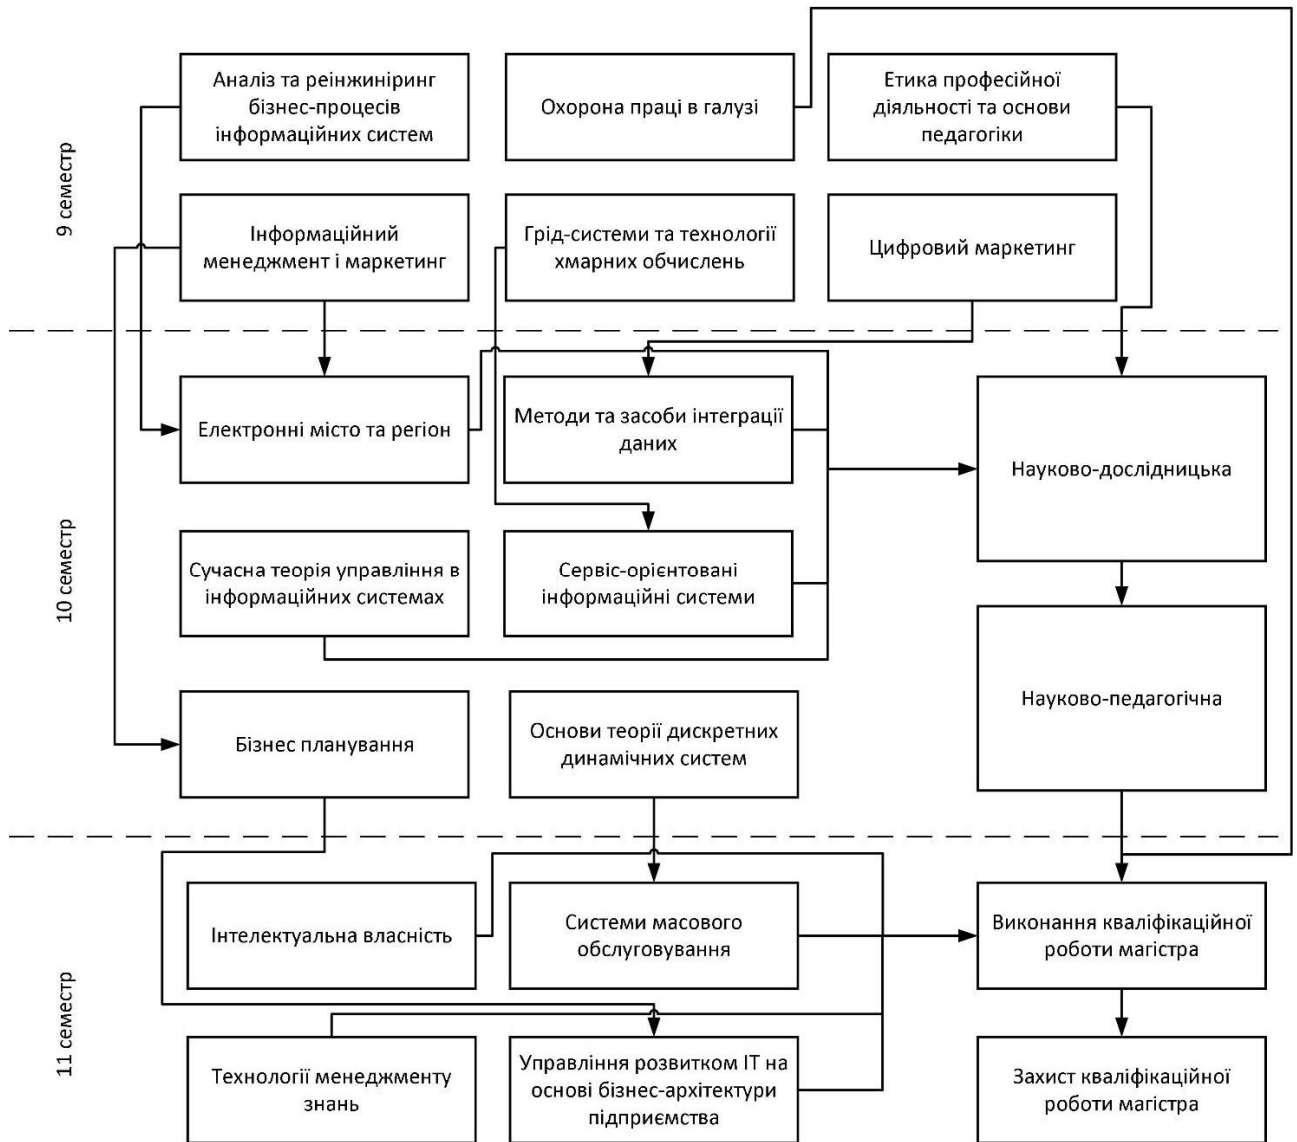 9 семестр
Аналіз та реінжиніринг
бізнес-процесів
інформаційних систем
Охорона праці в галузі
Етика професійної
діяльності та основи
педагогіки
Інформаційний
менеджмент і маркетинг
Грід-системи та технології
хмарних обчислень
Цифровий маркетинг
10 семестр
Електронні місто та регіон
Методи та засоби інтеграції
даних
Науково-дослідницька
Сучасна теорія управління в
інформаційних системах
Сервіс-орієнтовані
інформаційні системи
Науково-педагогічна
Бізнес планування
Основи теорії дискретних
динамічних систем
11 семестр
Інтелектуальна власність
Системи масового
обслуговування
Виконання кваліфікаційної
роботи магістра
Технології менеджменту
знань
Управління розвитком ІТ на
основі бізнес-архітектури
підприємства
Захист кваліфікаційної
роботи магістра